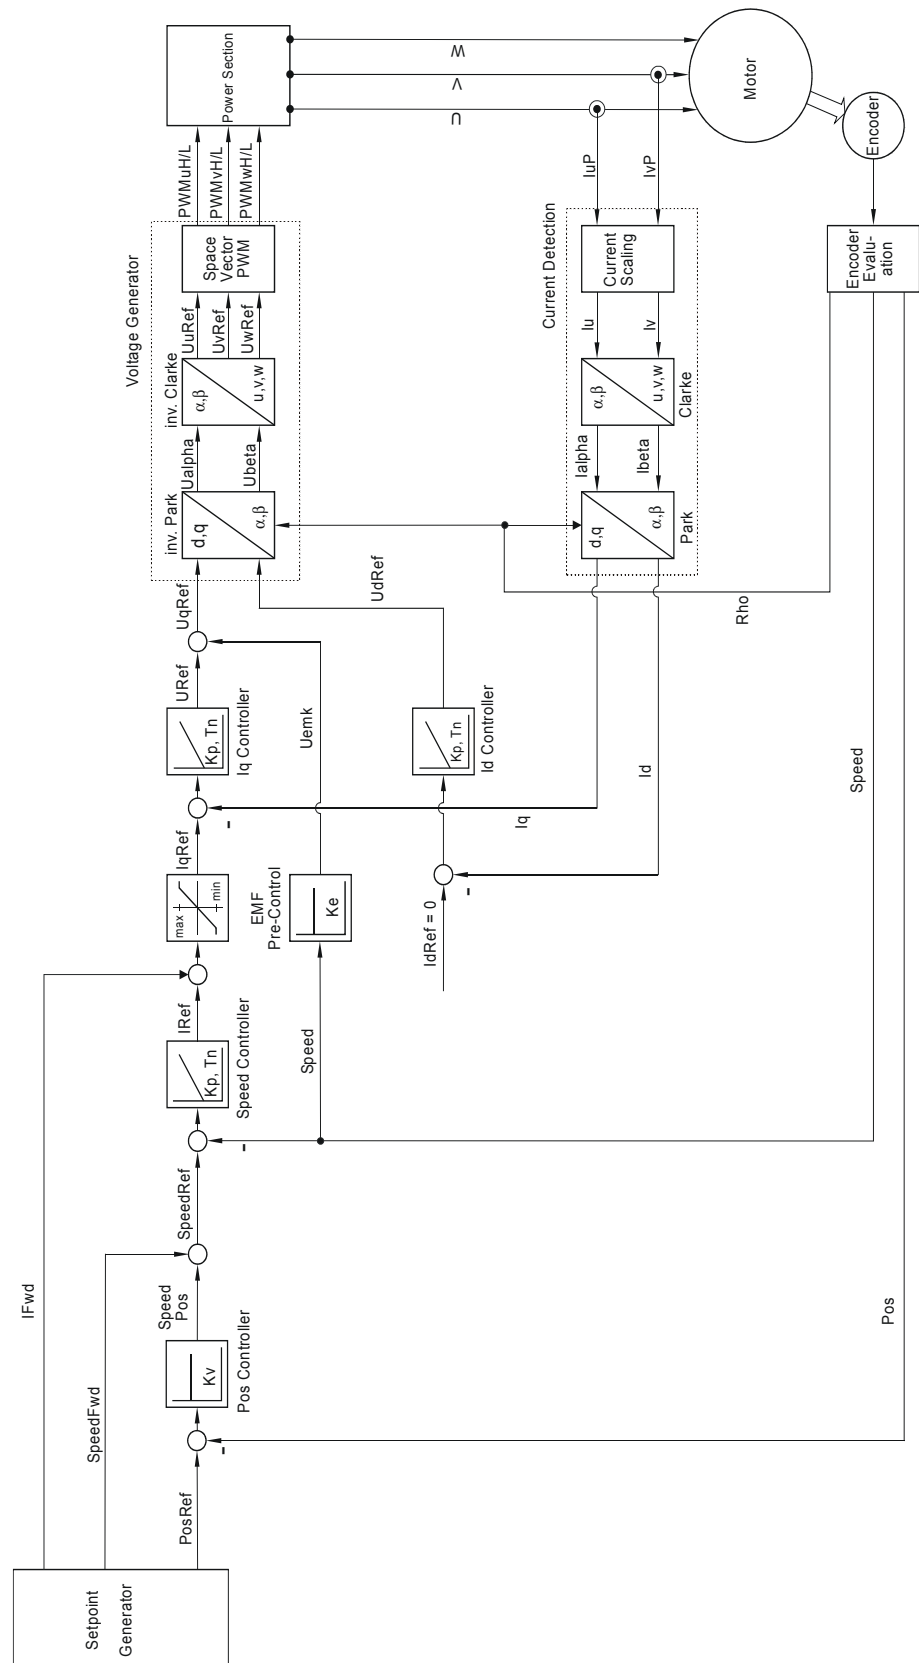 Setpoint
Generator
IFwd
SpeedFwd
PosRef
-
Kv
Pos Controller
Speed
Pos
SpeedRef
-
Kp, Tn
Speed Controller
IRef
Speed
max
min
IqRef
EMF
Pre-Control
Ke
IdRef = 0
-
-
Kp, Tn
Iq Controller
URef
Uemk
Kp, Tn
Id Controller
Iq
Id
UqRef
UdRef
Voltage Generator
inv. Park
d,q
α,β
Ualpha
Ubeta
inv. Clarke
α,β
u,v,w
UuRef
UvRef
UwRef
Space
Vector
PWM
PWMuH/L
PWMvH/L
PWMwH/L
Power Section
W
V
U
Current Detection
d,q
α,β
Park
Ialpha
Ibeta
α,β
u,v,w
Clarke
Iu
Iv
Current
Scaling
IuP
IvP
Motor
Encoder
Encoder
Evalu-
ation
Rho
Speed
Pos